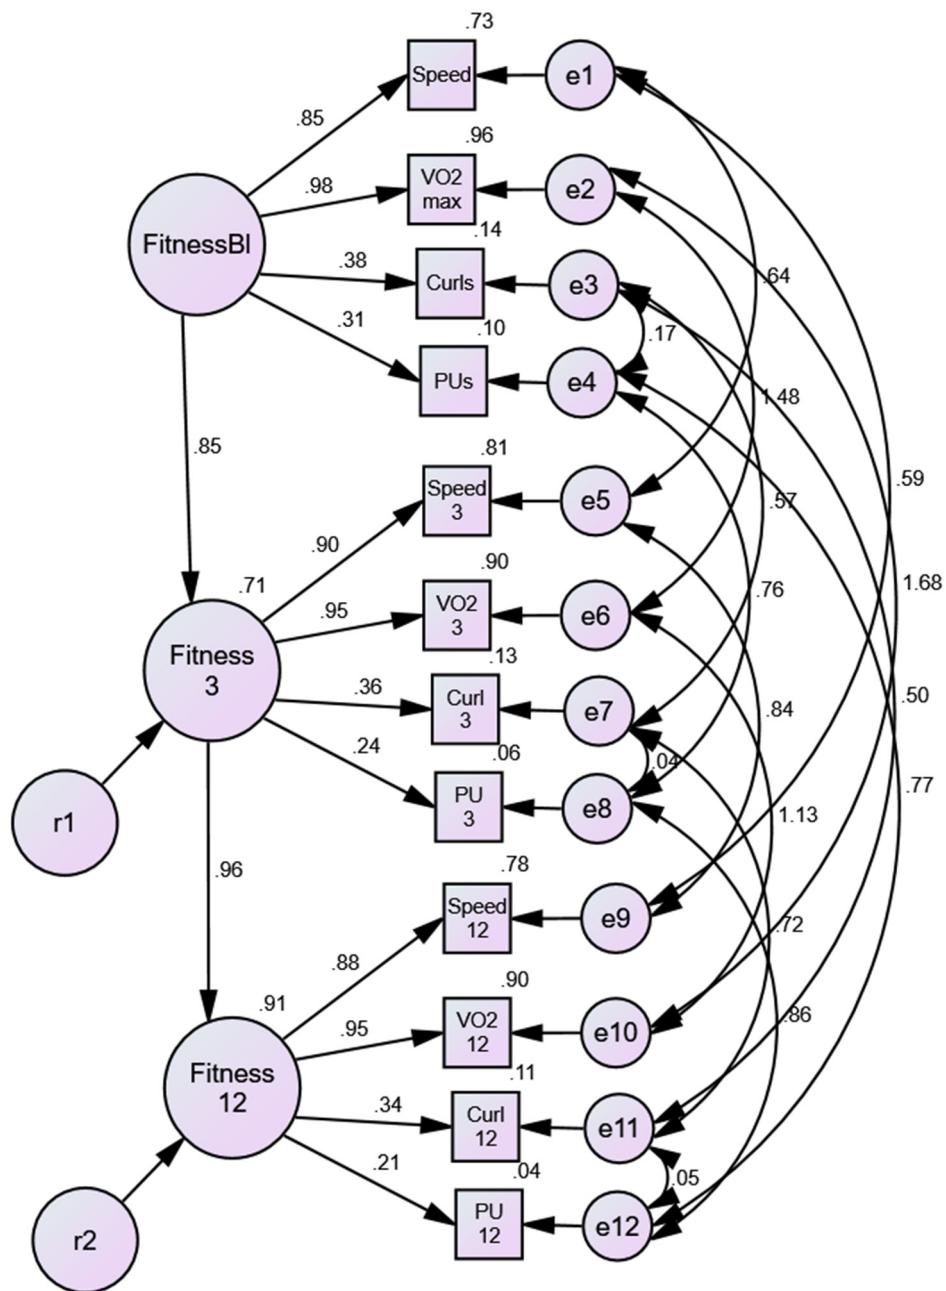 .73
Speed
e1
.85
.96
.98
VO2
max
e2
FitnessBl
.14
.38
Curls
e3
.64
.31
.10
.17
PUs
e4
1.48
.85
.81
.59
Speed
3
e5
.57
.90
.90
.71
1.68
.95
VO2
3
e6
.76
Fitness
3
.13
.36
Curl
3
e7
.50
.84
.24
.06
.04
.77
PU
3
e8
1.13
r1
.96
.78
Speed
12
e9
.72
.88
.90
.91
.95
VO2
12
e10
.86
Fitness
12
.11
.34
Curl
12
e11
.21
.04
.05
PU
12
e12
r2